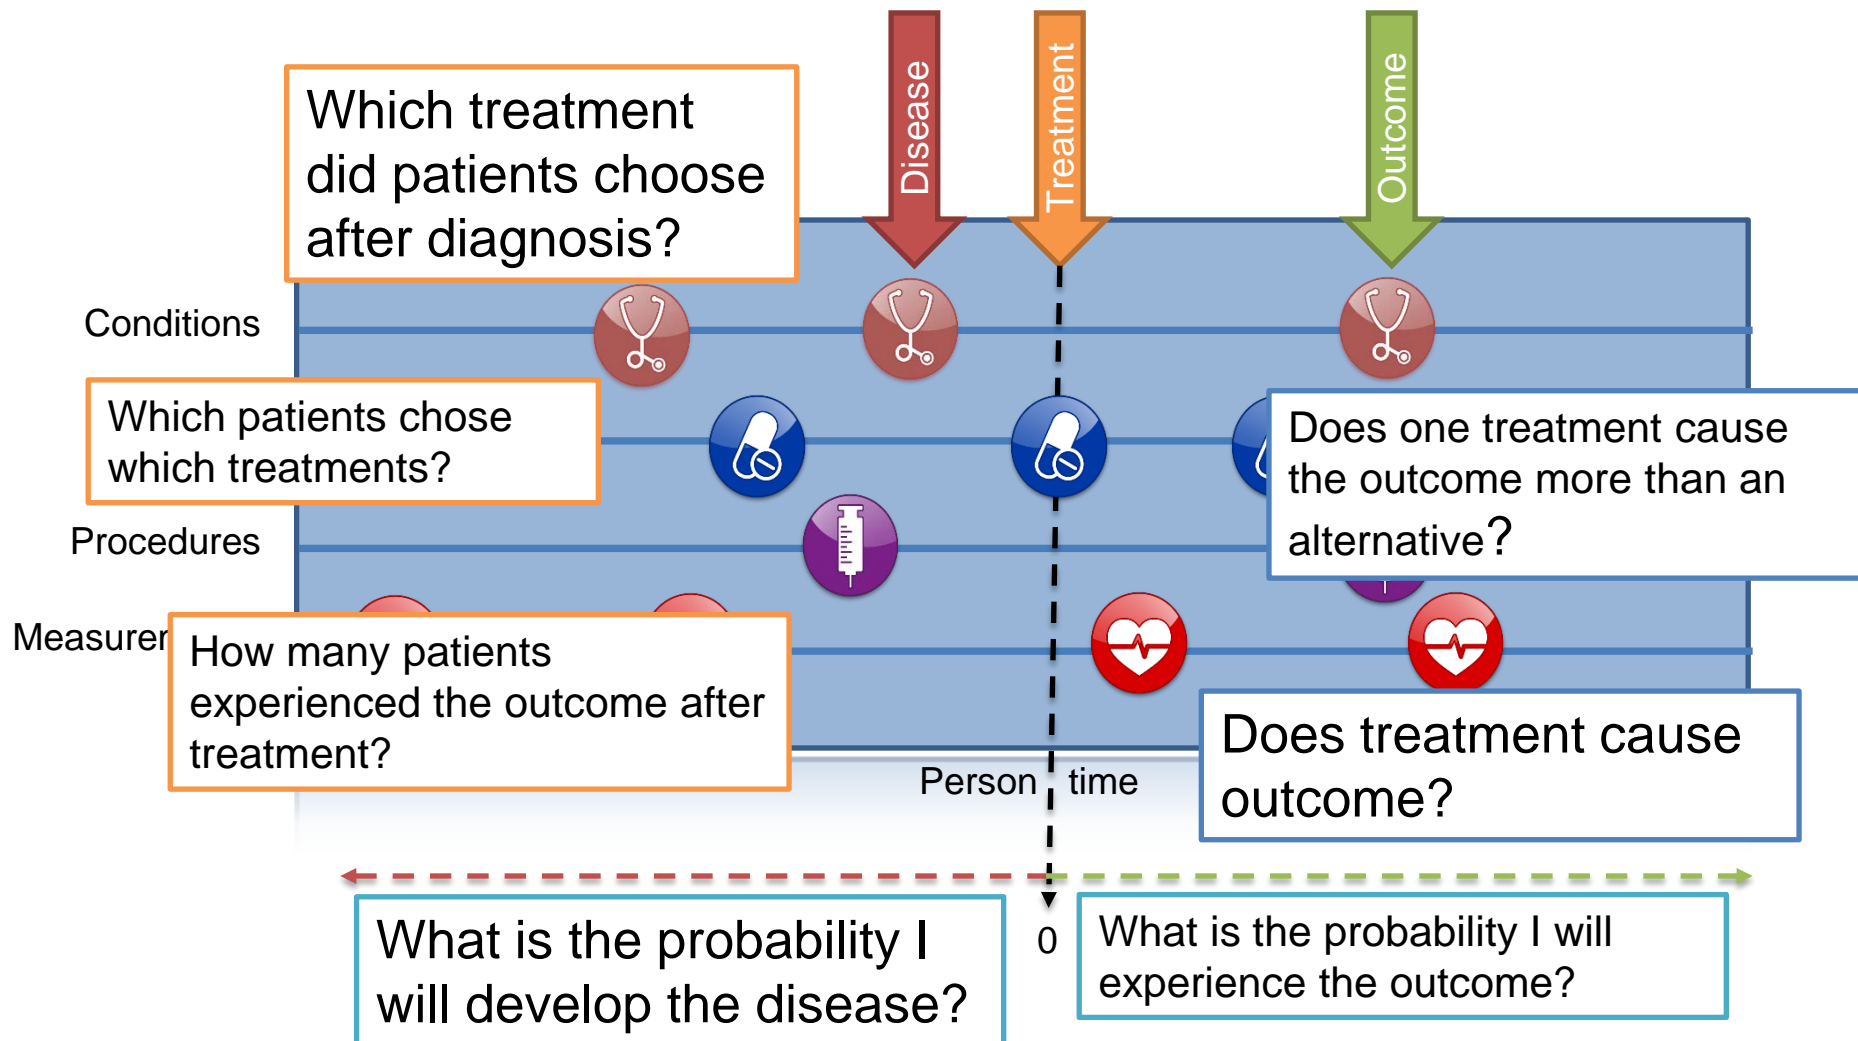 Disease
Treatment
Outcome
Which treatment
did patients choose
after diagnosis?
Conditions
Which patients chose
which treatments?
Does one treatment cause
the outcome more than an
alternative?
Procedures
Measurer
How many patients
experienced the outcome after
treatment?
Does treatment cause
outcome?
Person time
0
What is the probability I
will develop the disease?
What is the probability I will
experience the outcome?